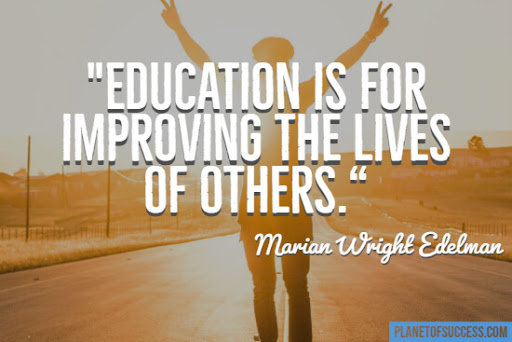 "EDUCATION IS FOR
IMPROVING THE LIVES
OF OTHERS.“
Marian Wright Edelman
PLANETOFSUCCESS.COM